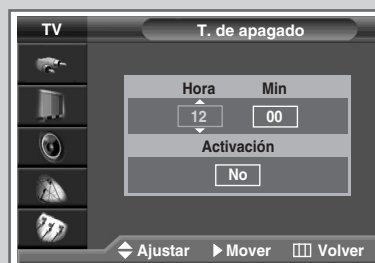 TV T. de apagado
Hora Min
12 00
Activación
No
Ajustar Mover Volver